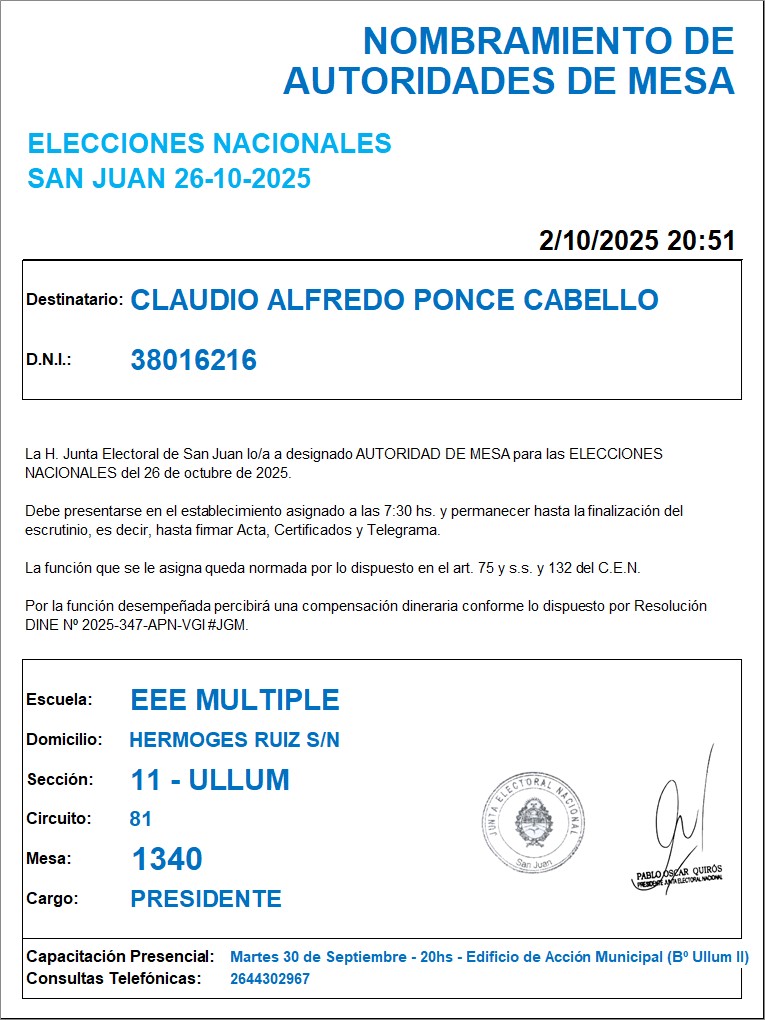 NOMBRAMIENTO DE
AUTORIDADES DE MESA
ELECCIONES NACIONALES
SAN JUAN 26-10-2025
2/10/2025 20:51
Destinatario: CLAUDIO ALFREDO PONCE CABELLO
D.N.I.: 38016216
La H. Junta Electoral de San Juan lo/a a designado AUTORIDAD DE MESA para las ELECCIONES
NACIONALES del 26 de octubre de 2025.
Debe presentarse en el establecimiento asignado a las 7:30 hs. y permanecer hasta la finalización del
escrutinio, es decir, hasta firmar Acta, Certificados y Telegrama.
La función que se le asigna queda normada por lo dispuesto en el art. 75 y s.s. y 132 del C.E.N.
Por la función desempeñada percibirá una compensación dineraria conforme lo dispuesto por Resolución
DINE Nº 2025-347-APN-VGI#JGM.
Escuela: EEE MULTIPLE
Domicilio: HERMOGES RUIZ S/N
Sección: 11 - ULLUM
Circuito: 81
Mesa: 1340
Cargo: PRESIDENTE
JUNTA ELECTORAL NACIONAL
San Juan
PABLO OSCAR QUIRÓS
PRESIDENTE JUNTA ELECTORAL NACIONAL
Capacitación Presencial: Martes 30 de Septiembre - 20hs - Edificio de Acción Municipal (Bº Ullum II)
Consultas Telefónicas: 2644302967